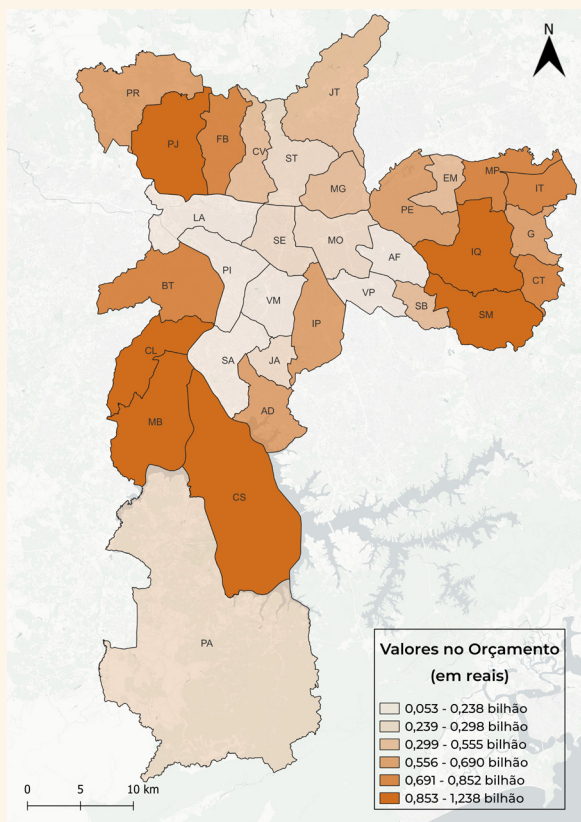 N
JT
PR
PJ
FB
CV
ST
MG
EM
MP
IT
PE
LA
SE
MO
G
IQ
AF
PI
BT
VM
VP
CT
SB
SM
IP
CL
SA
JA
AD
MB
CS
PA
Valores no Orçamento
(em reais)
0,053 - 0,238 bilhão
0,239 - 0,298 bilhão
0,299 - 0,555 bilhão
0,556 - 0,690 bilhão
0,691 - 0,852 bilhão
0,853 - 1,238 bilhão
0 5 10 km